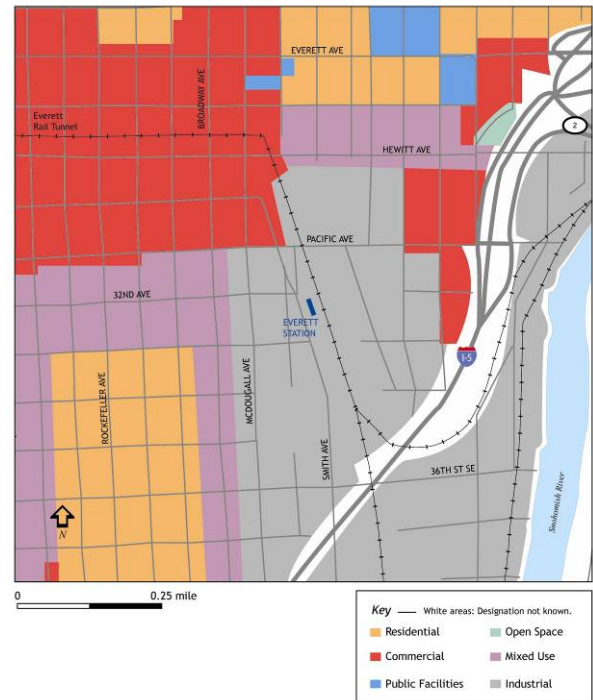 EVERETT AVE
BROADWAY AVE
Everett
Rail Tunnel
2
HEWITT AVE
PACIFIC AVE
32ND AVE
EVERETT
STATION
I-5
ROCKEFELLER AVE
MCDOUGALL AVE
SMITH AVE
36TH ST SE
Snohomish River
N
0 0.25 mile
Key — White areas: Designation not known.
Residential Open Space
Commercial Mixed Use
Public Facilities Industrial